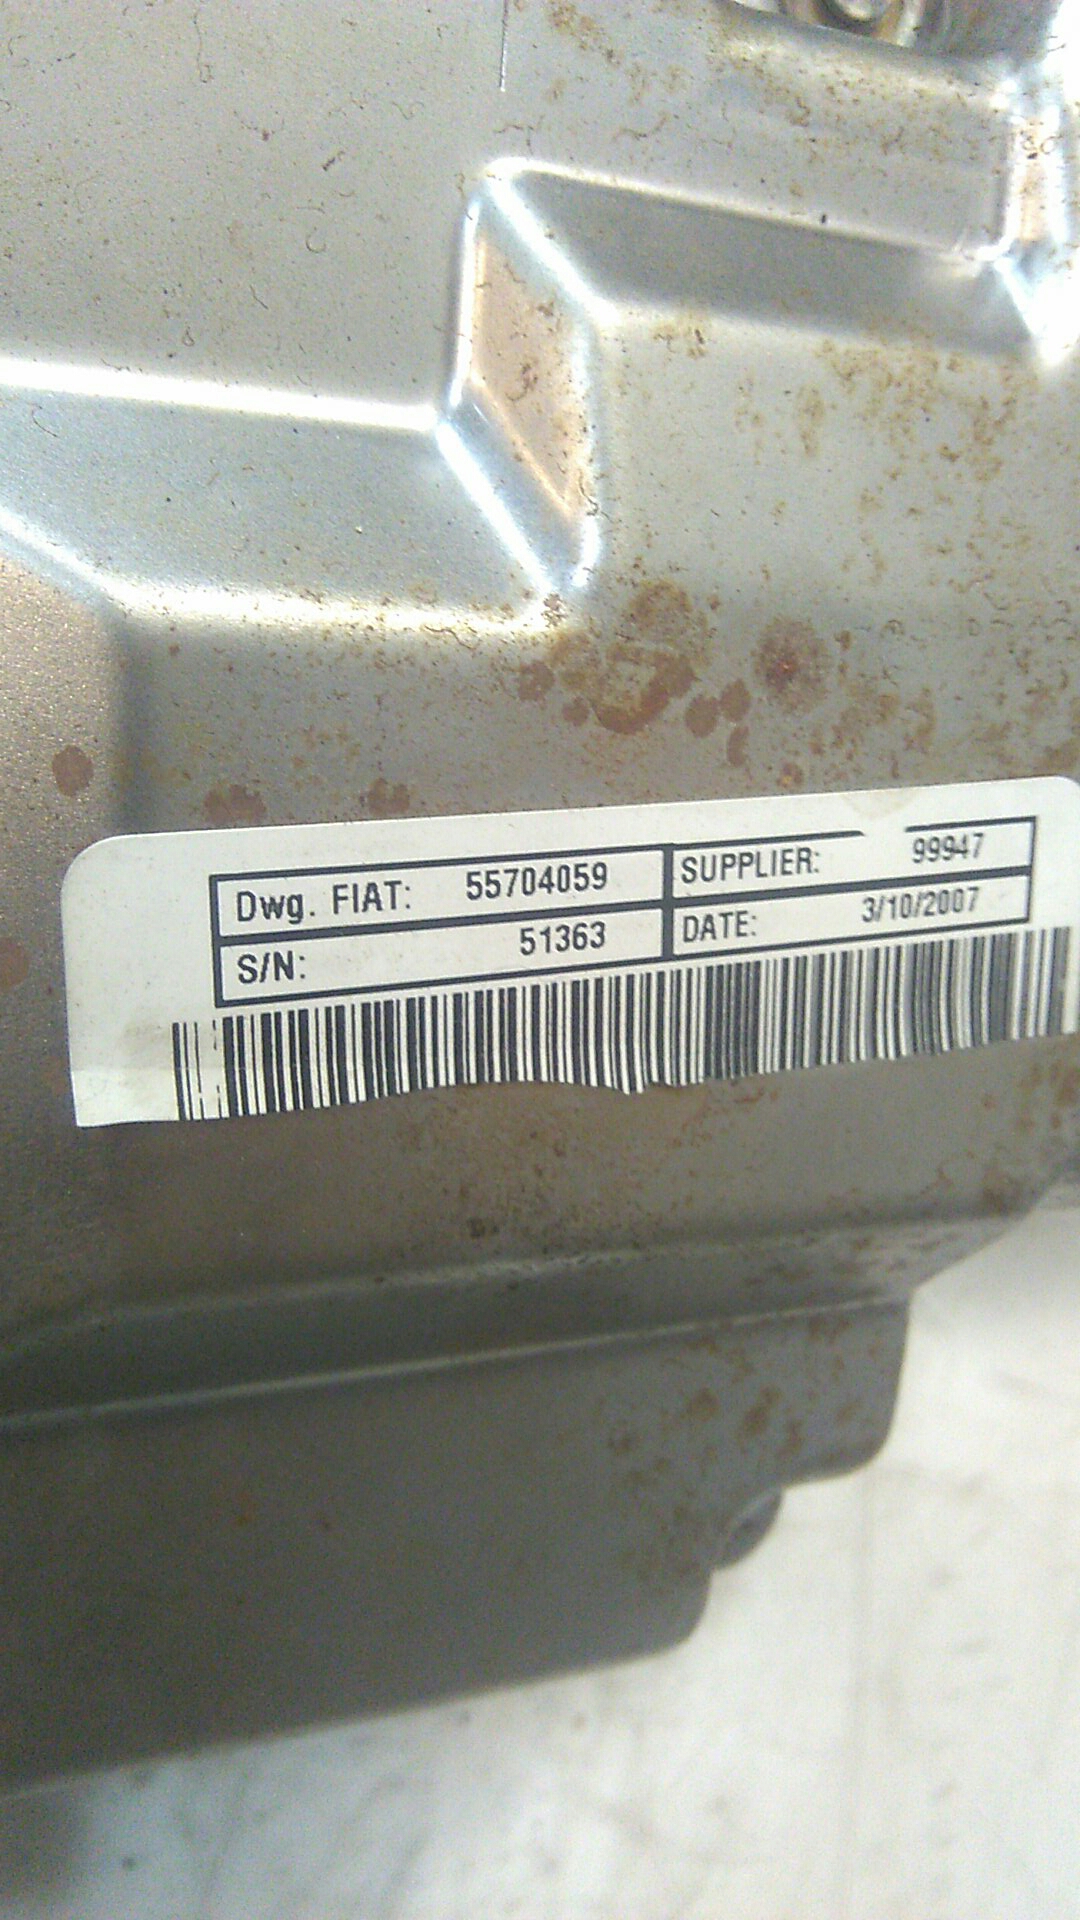 Dwg. FIAT: 55704059 SUPPLIER: 99947
S/N: 51363 DATE: 3/10/2007